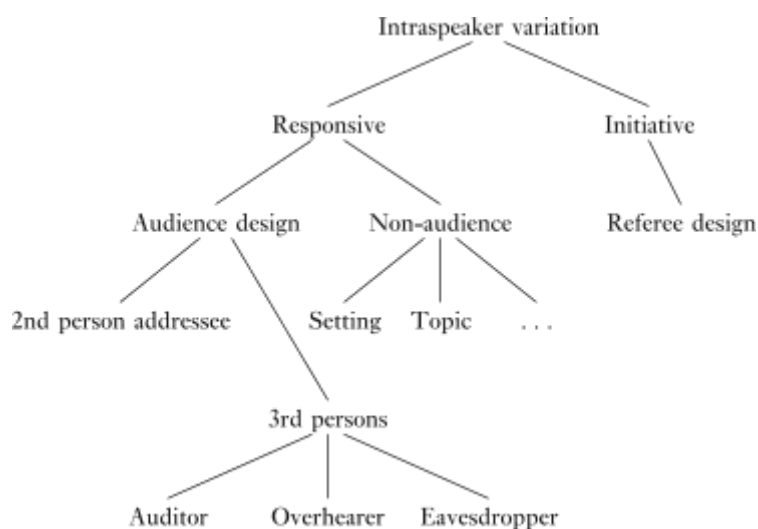 Intraspeaker variation
Responsive Initiative
Audience design Non-audience Referee design
2nd person addressee Setting Topic ...
3rd persons
Auditor Overhearer Eavesdropper